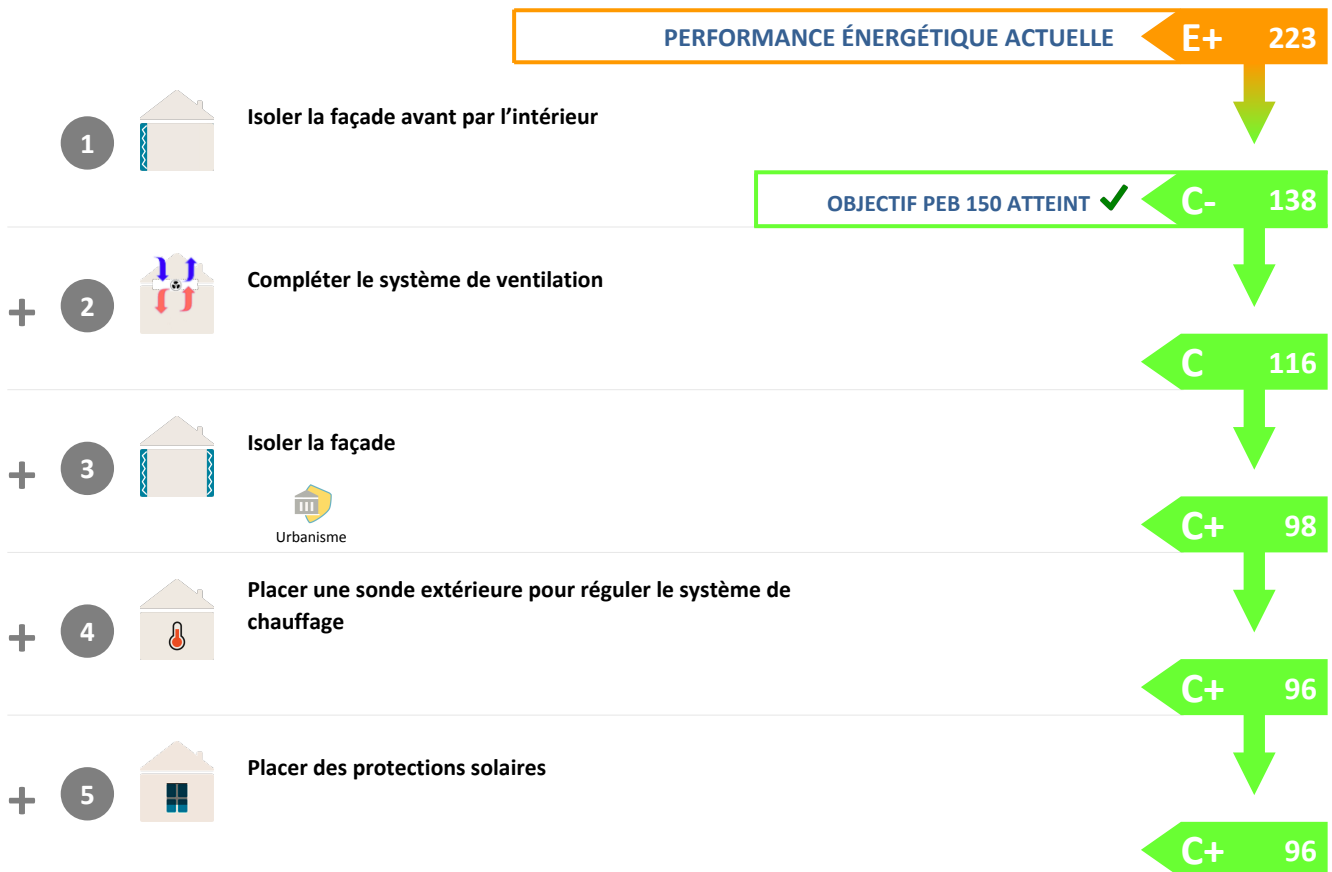 PERFORMANCE ÉNERGÉTIQUE ACTUELLE
E+ 223
1
Isoler la façade avant par l’intérieur
OBJECTIF PEB 150 ATTEINT ✓
C- 138
+ 2
Compléter le système de ventilation
C 116
+ 3
Isoler la façade
Urbanisme
C+ 98
+ 4
Placer une sonde extérieure pour réguler le système de
chauffage
C+ 96
+ 5
Placer des protections solaires
C+ 96